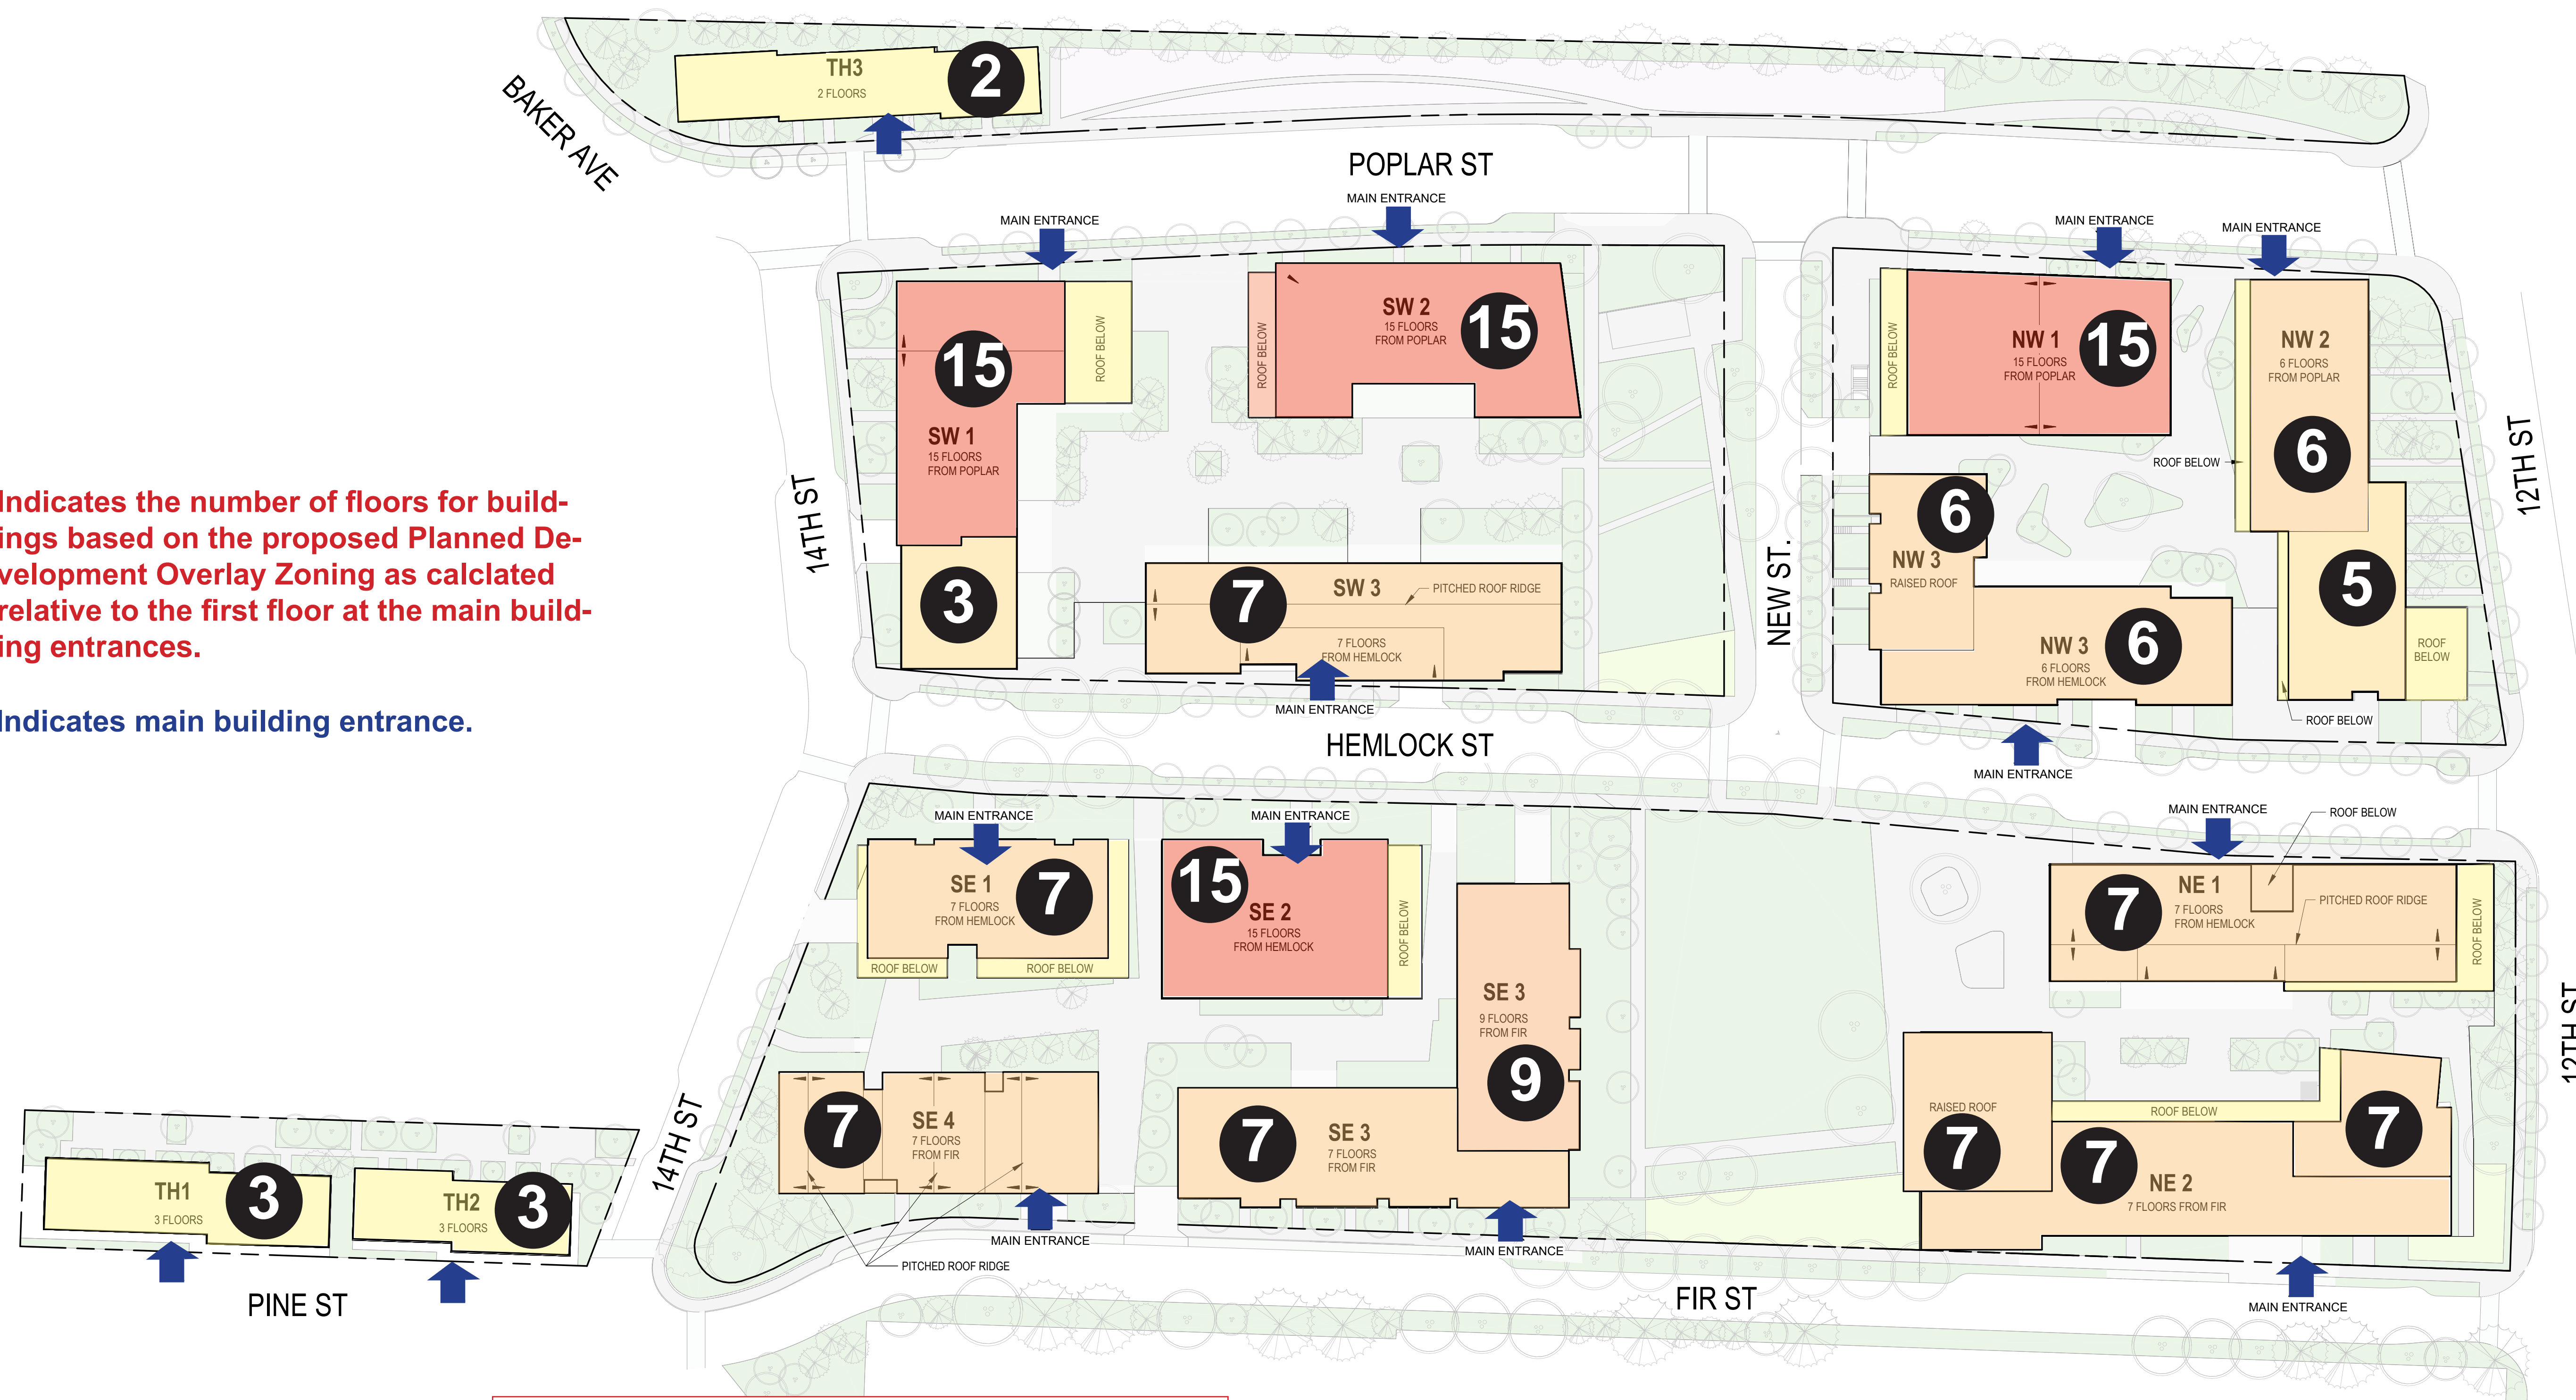 TH3
2 FLOORS
2
BAKER AVE
POPLAR ST
MAIN ENTRANCE
MAIN ENTRANCE
MAIN ENTRANCE
MAIN ENTRANCE
15
SW 1
15 FLOORS
FROM POPLAR
ROOF BELOW
3
14TH ST
ROOF BELOW
SW 2
15 FLOORS
FROM POPLAR
15
SW 3
PITCHED ROOF RIDGE
7
7 FLOORS
FROM HEMLOCK
MAIN ENTRANCE
NEW ST.
ROOF BELOW
NW 1
15 FLOORS
FROM POPLAR
15
NW 2
6 FLOORS
FROM POPLAR
6
ROOF BELOW
5
ROOF
BELOW
ROOF BELOW
6
NW 3
RAISED ROOF
NW 3
6 FLOORS
FROM HEMLOCK
6
MAIN ENTRANCE
12TH ST
Indicates the number of floors for build-
ings based on the proposed Planned De-
velopment Overlay Zoning as calclated
relative to the first floor at the main build-
ing entrances.
Indicates main building entrance.
HEMLOCK ST
MAIN ENTRANCE
SE 1
7 FLOORS
FROM HEMLOCK
7
ROOF BELOW
ROOF BELOW
MAIN ENTRANCE
15
SE 2
15 FLOORS
FROM HEMLOCK
ROOF BELOW
SE 3
9 FLOORS
FROM FIR
9
MAIN ENTRANCE
ROOF BELOW
NE 1
7 FLOORS
FROM HEMLOCK
7
PITCHED ROOF RIDGE
ROOF BELOW
12TH ST
7
SE 4
7 FLOORS
FROM FIR
MAIN ENTRANCE
PITCHED ROOF RIDGE
7
SE 3
7 FLOORS
FROM FIR
MAIN ENTRANCE
RAISED ROOF
7
ROOF BELOW
7
NE 2
7 FLOORS FROM FIR
7
MAIN ENTRANCE
14TH ST
TH1
3 FLOORS
3
TH2
3 FLOORS
3
PINE ST
FIR ST